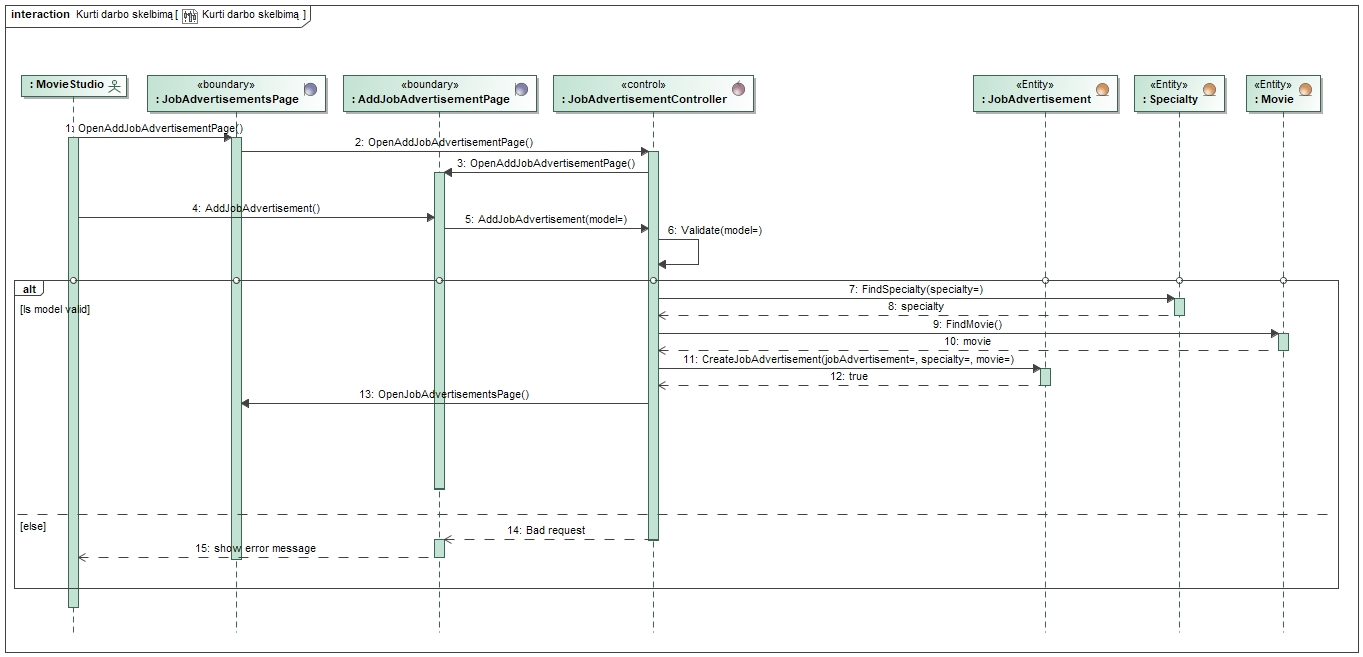 interaction Kurti darbo skelbimą [ Kurti darbo skelbimą ]
: MovieStudio
«boundary»
: JobAdvertisementsPage
«boundary»
: AddJobAdvertisementPage
«control»
: JobAdvertisementController
«Entity»
: JobAdvertisement
«Entity»
: Specialty
«Entity»
: Movie
1: OpenAddJobAdvertisementPage()
2: OpenAddJobAdvertisementPage()
3: OpenAddJobAdvertisementPage()
4: AddJobAdvertisement()
5: AddJobAdvertisement(model=)
6: Validate(model=)
alt
[Is model valid]
7: FindSpecialty(specialty=)
8: specialty
9: FindMovie()
10: movie
11: CreateJobAdvertisement(jobAdvertisement=, specialty=, movie=)
12: true
13: OpenJobAdvertisementsPage()
[else]
14: Bad request
15: show error message